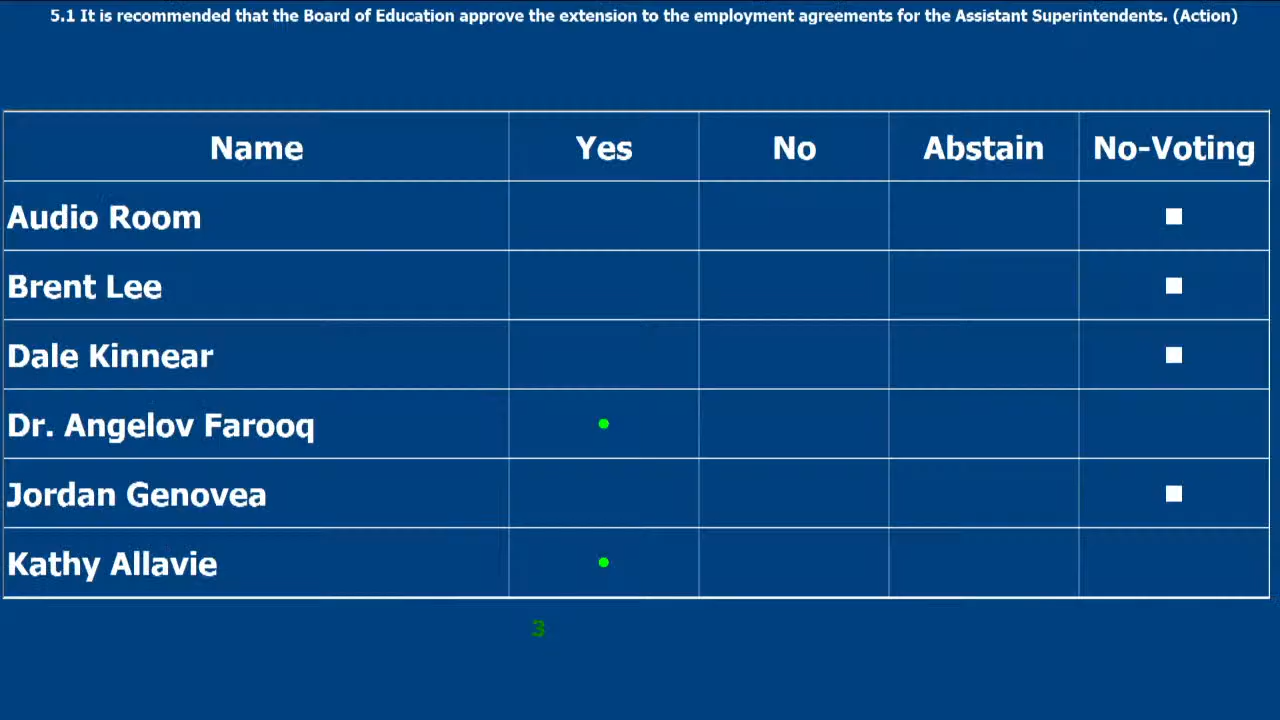 5.1 It is recommended that the Board of Education approve the extension to the employment agreements for the Assistant Superintendents. (Action)
Name Yes No Abstain No-Voting
Audio Room
Brent Lee
Dale Kinnear
Dr. Angelov Farooq
Jordan Genovea
Kathy Allavie
3